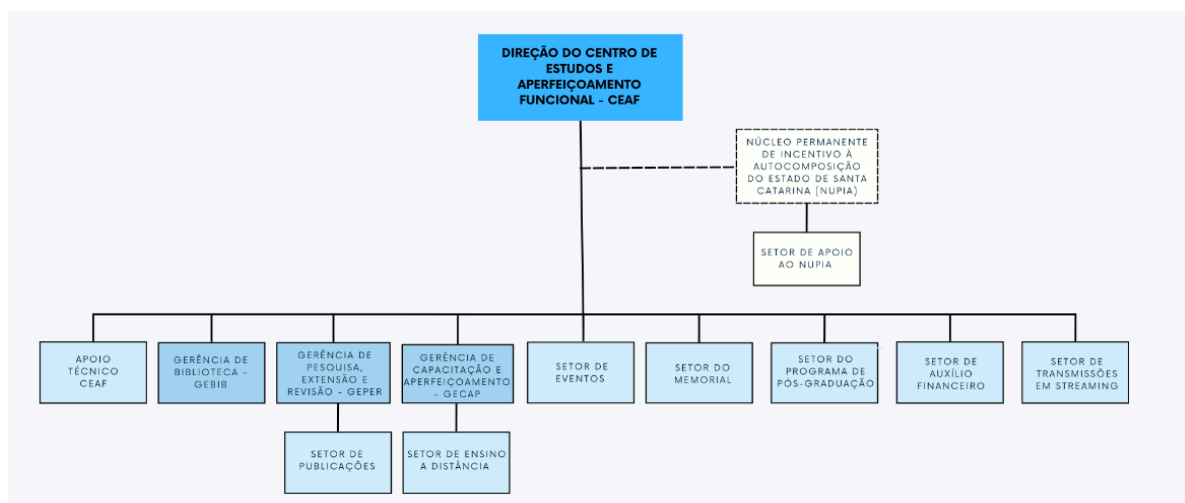 DIREÇÃO DO CENTRO DE
ESTUDOS E
APERFEIÇOAMENTO
FUNCIONAL - CEAF
NÚCLEO PERMANENTE
DE INCENTIVO À
AUTOCOMPOSIÇÃO
DO ESTADO DE SANTA
CATARINA (NUPIA)
SETOR DE APOIO
AO NUPIA
APOIO
TÉCNICO
CEAF
GERÊNCIA DE
BIBLIOTECA - GEBIB
GERÊNCIA DE
PESQUISA,
EXTENSÃO E
REVISÃO - GEPER
GERÊNCIA DE
CAPACITAÇÃO E
APERFEIÇOAMENTO
- GECAP
SETOR DE
EVENTOS
SETOR DO
MEMORIAL
SETOR DO
PROGRAMA DE
PÓS-GRADUAÇÃO
SETOR DE
AUXÍLIO
FINANCEIRO
SETOR DE
TRANSMISSÕES
EM STREAMING
SETOR DE
PUBLICAÇÕES
SETOR DE ENSINO
A DISTÂNCIA